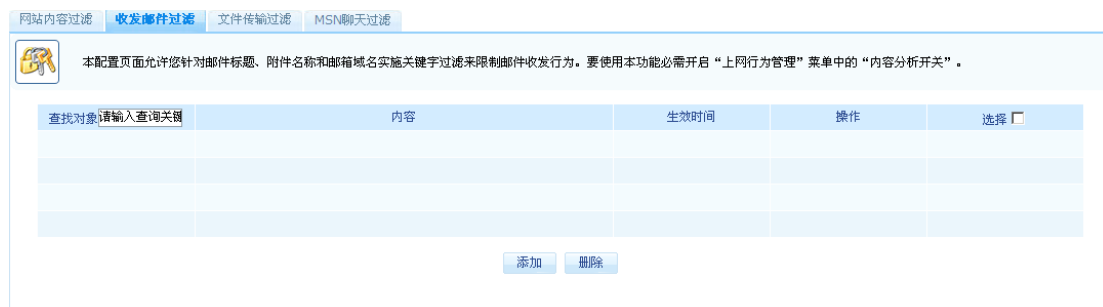 网站内容过滤 收发邮件过滤 文件传输过滤 MSN聊天过滤
本配置页面允许您针对邮件标题、附件名称和邮箱域名实施关键字过滤来限制邮件收发行为。要使用本功能必需开启“上网行为管理”菜单中的“内容分析开关”。
查找对象 请输入查询关键 内容 生效时间 操作 选择
添加 删除